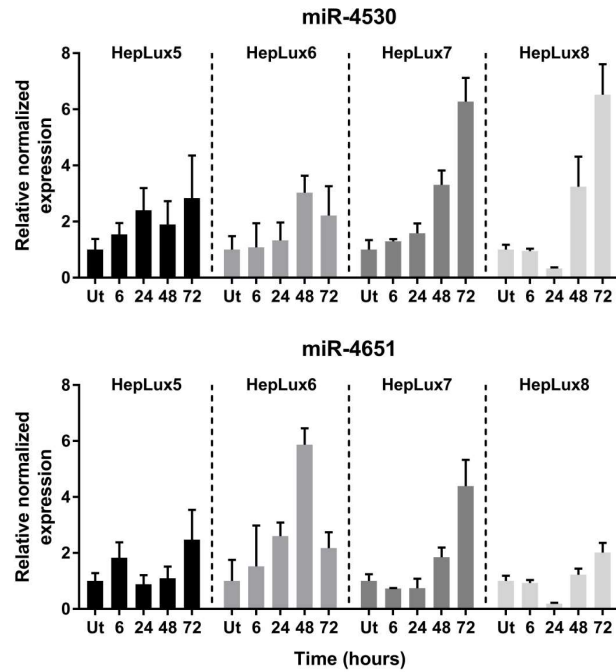 miR-4530
HepLux5 HepLux6 HepLux7 HepLux8
Relative normalized
expression
8
6
4
2
0
Ut 6 24 48 72 Ut 6 24 48 72 Ut 6 24 48 72 Ut 6 24 48 72
miR-4651
HepLux5 HepLux6 HepLux7 HepLux8
Relative normalized
expression
8
6
4
2
0
Ut 6 24 48 72 Ut 6 24 48 72 Ut 6 24 48 72 Ut 6 24 48 72
Time (hours)